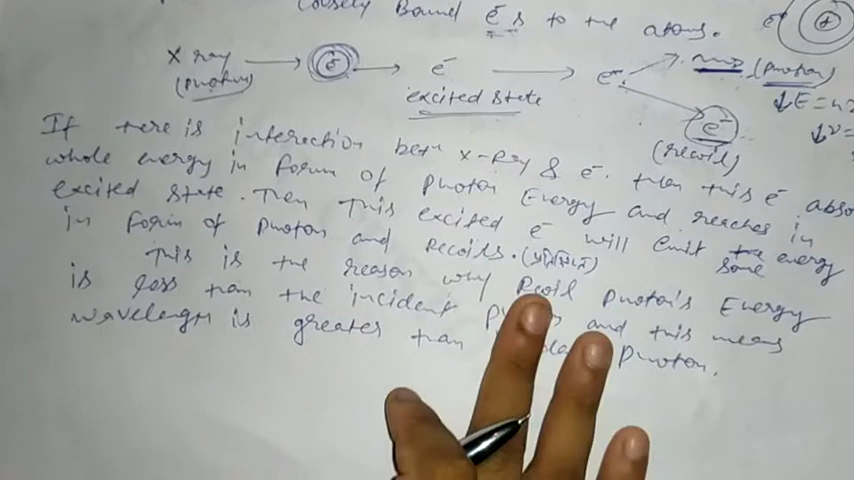 Loosely Bound e⁻s to the atoms.
e⁻ +
X ray → e⁻ → e⁻ → e⁻
(Photon) excited state (Photon)
↓E =
e⁻ ↓ν =
(recoil)
If there is interaction betⁿ x-Ray & e⁻. then this e⁻ abso
whole energy in form of Photon Energy and reaches in
excited state. Then this excited e⁻ will emit some energy
in form of Photon and Recoils.
This is the reason why Recoil Photon's Energy
is less than the incident and this means
wavelength is greater than Photon.